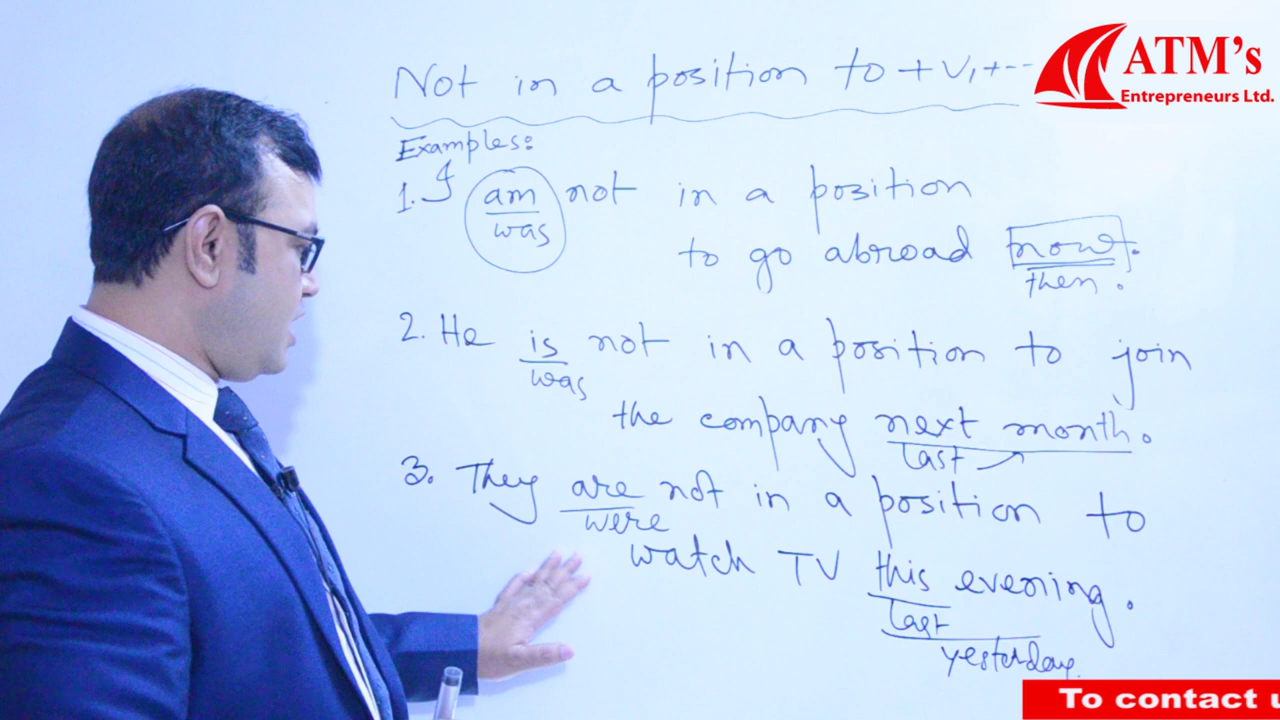 ATM's
Entrepreneurs Ltd.
Not in a position to + V₁ + ---
Examples:
1. I am not in a position
was
to go abroad now.
then.
2. He is not in a position to join
was
the company next month.
last
3. They are not in a position to
were
watch TV this evening.
last
yesterday.
To contact u